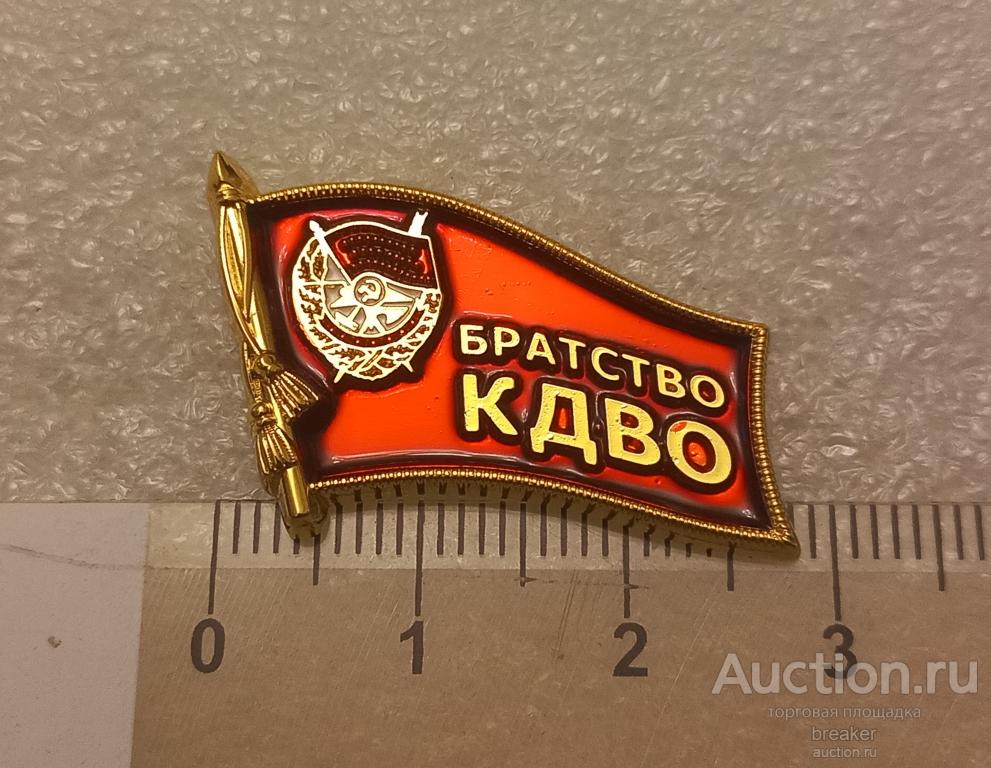 БРАТСТВО
КДВО
0 1 2 3
Auction.ru
торговая площадка
breaker
auction.ru